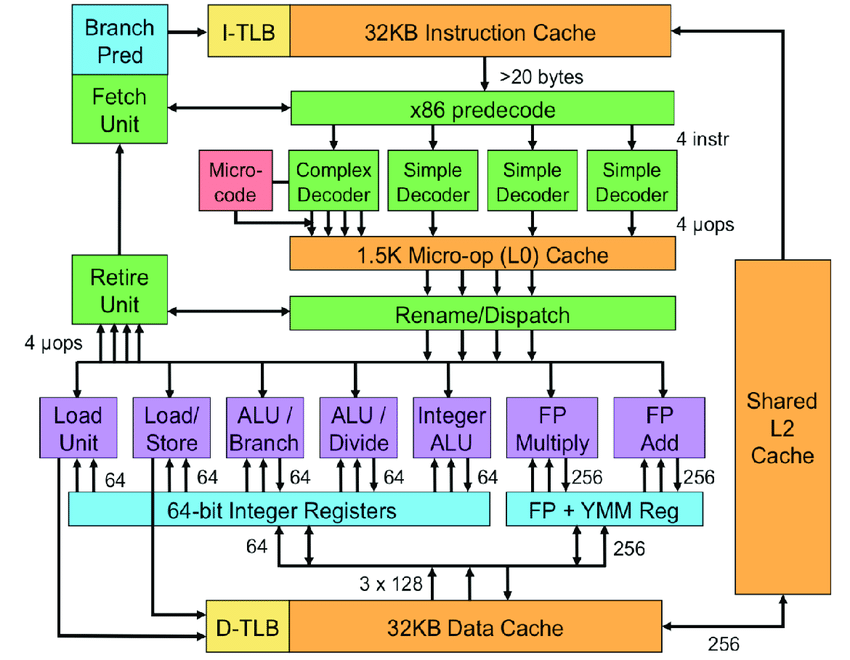 Branch
Pred
I-TLB
32KB Instruction Cache
>20 bytes
Fetch
Unit
x86 predecode
4 instr
Micro-
code
Complex
Decoder
Simple
Decoder
Simple
Decoder
Simple
Decoder
4 µops
1.5K Micro-op (L0) Cache
Retire
Unit
Rename/Dispatch
4 µops
Load
Unit
Load/
Store
ALU /
Branch
ALU /
Divide
Integer
ALU
FP
Multiply
FP
Add
Shared
L2
Cache
64
64
64
64
64
256
256
64-bit Integer Registers
FP + YMM Reg
64
256
3 x 128
D-TLB
32KB Data Cache
256